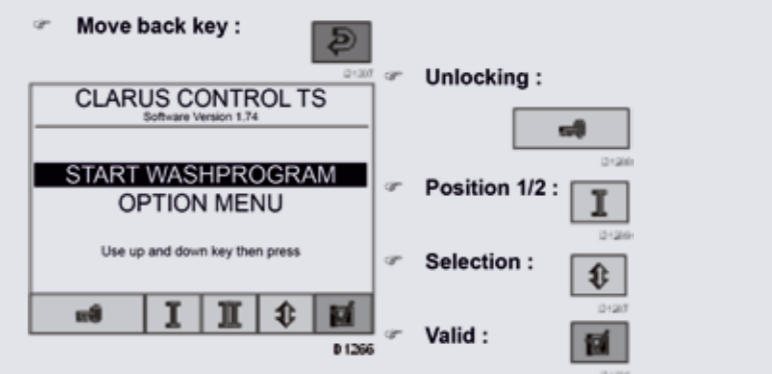 Move back key :
CLARUS CONTROL TS
Software Version 1.74
START WASHPROGRAM
OPTION MENU
Use up and down key then press
I II
D1266
Unlocking :
Position 1/2 :
I
Selection :
Valid :